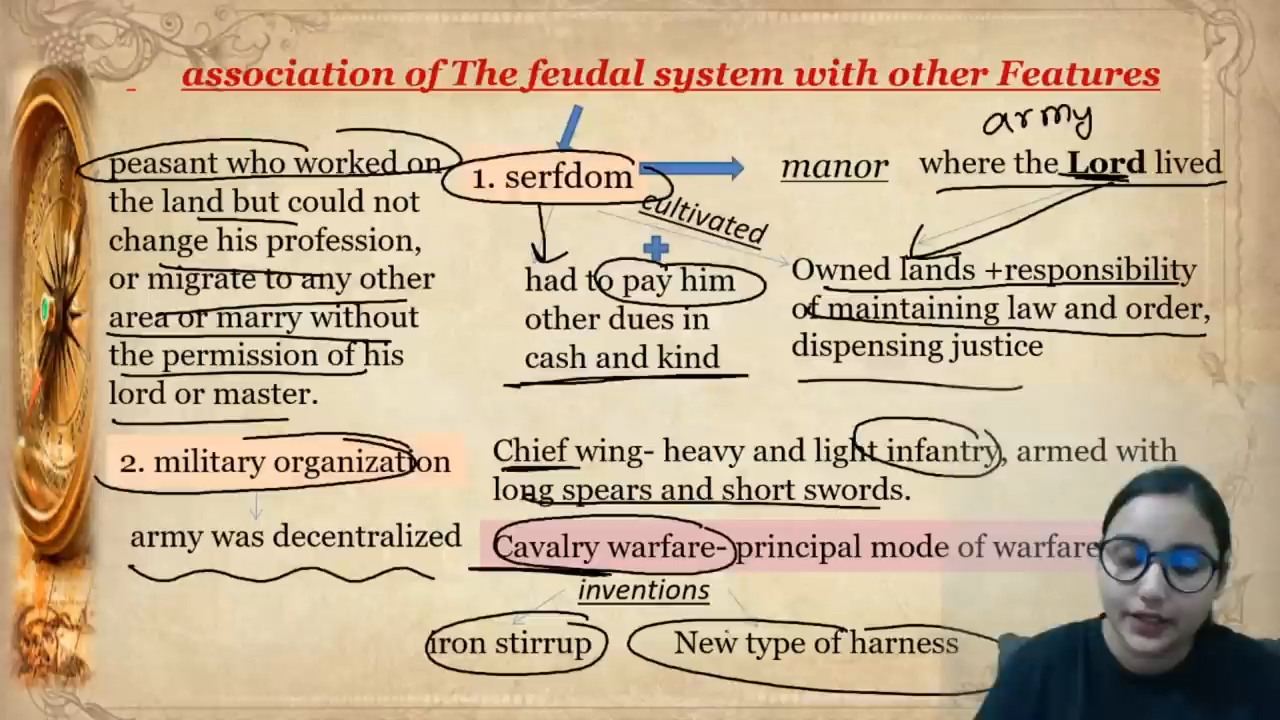 association of The feudal system with other Features
army
peasant who worked on
the land but could not
change his profession,
or migrate to any other
area or marry without
the permission of his
lord or master.
1. serfdom
manor where the Lord lived
cultivated
had to pay him
other dues in
cash and kind
Owned lands +responsibility
of maintaining law and order,
dispensing justice
2. military organization
army was decentralized
Chief wing- heavy and light infantry, armed with
long spears and short swords.
Cavalry warfare- principal mode of warfare
inventions
iron stirrup
New type of harness